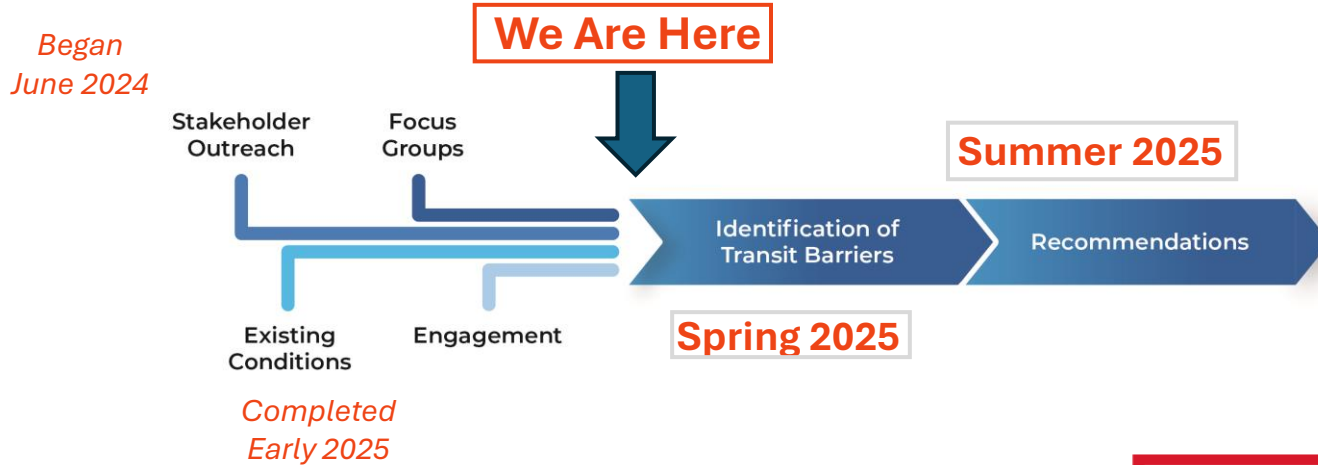 We Are Here
Began
June 2024
Stakeholder
Outreach
Focus
Groups
Summer 2025
Identification of
Transit Barriers
Recommendations
Existing
Conditions
Engagement
Spring 2025
Completed
Early 2025